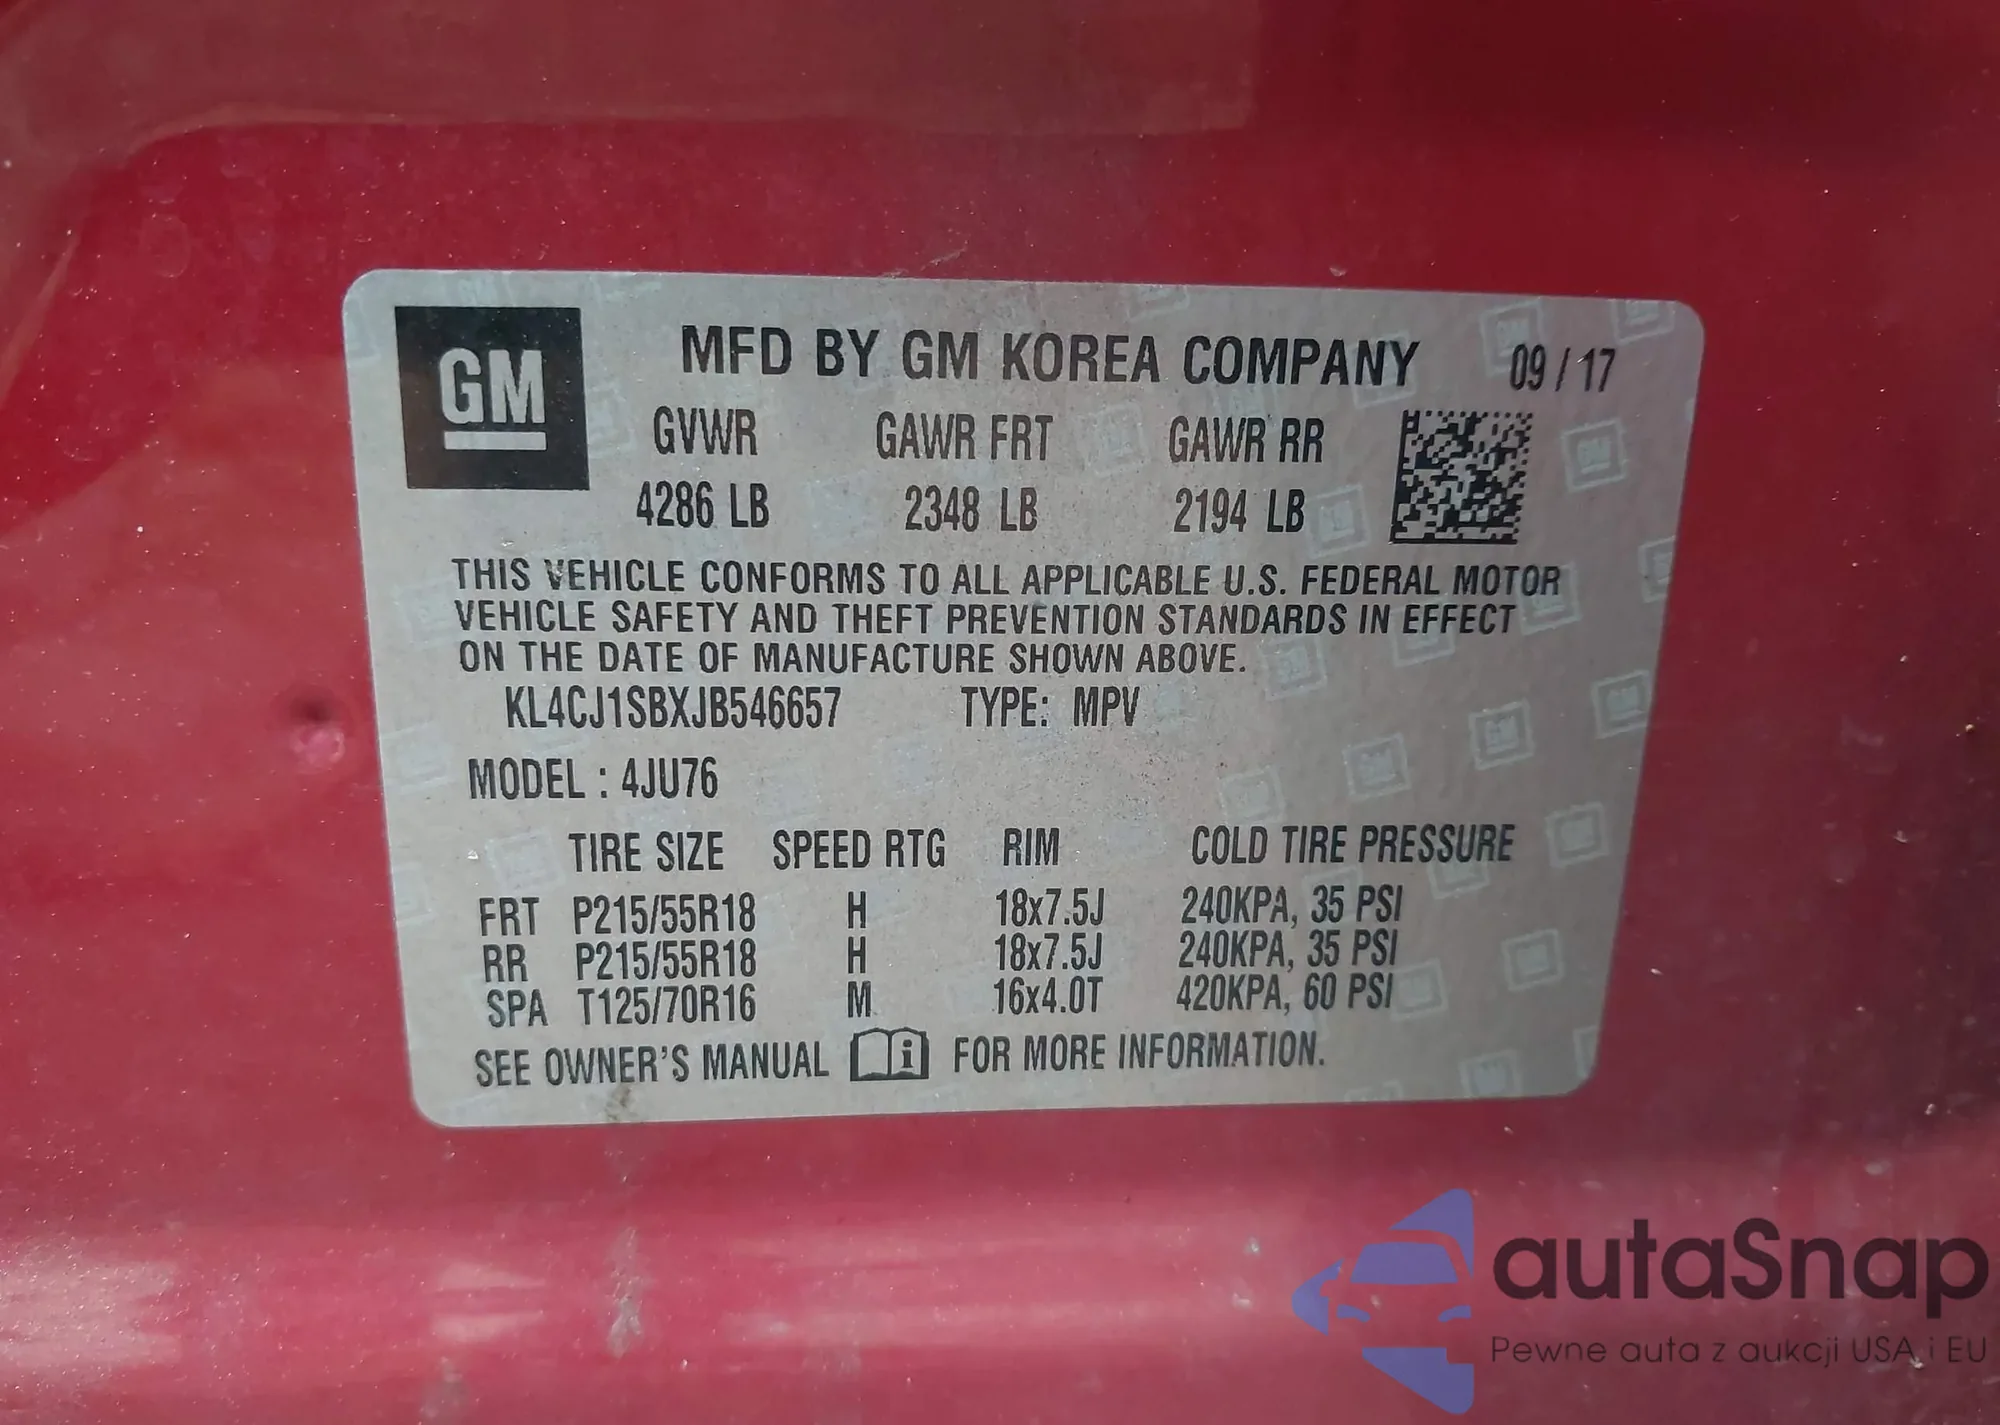 GM
MFD BY GM KOREA COMPANY 09 / 17
GVWR GAWR FRT GAWR RR
4286 LB 2348 LB 2194 LB
THIS VEHICLE CONFORMS TO ALL APPLICABLE U.S. FEDERAL MOTOR
VEHICLE SAFETY AND THEFT PREVENTION STANDARDS IN EFFECT
ON THE DATE OF MANUFACTURE SHOWN ABOVE.
KL4CJ1SBXJB546657 TYPE: MPV
MODEL : 4JU76
TIRE SIZE SPEED RTG RIM COLD TIRE PRESSURE
FRT P215/55R18 H 18x7.5J 240KPA, 35 PSI
RR P215/55R18 H 18x7.5J 240KPA, 35 PSI
SPA T125/70R16 M 16x4.0T 420KPA, 60 PSI
SEE OWNER'S MANUAL i FOR MORE INFORMATION.
autaSnap
Pewne auta z aukcji USA i EU